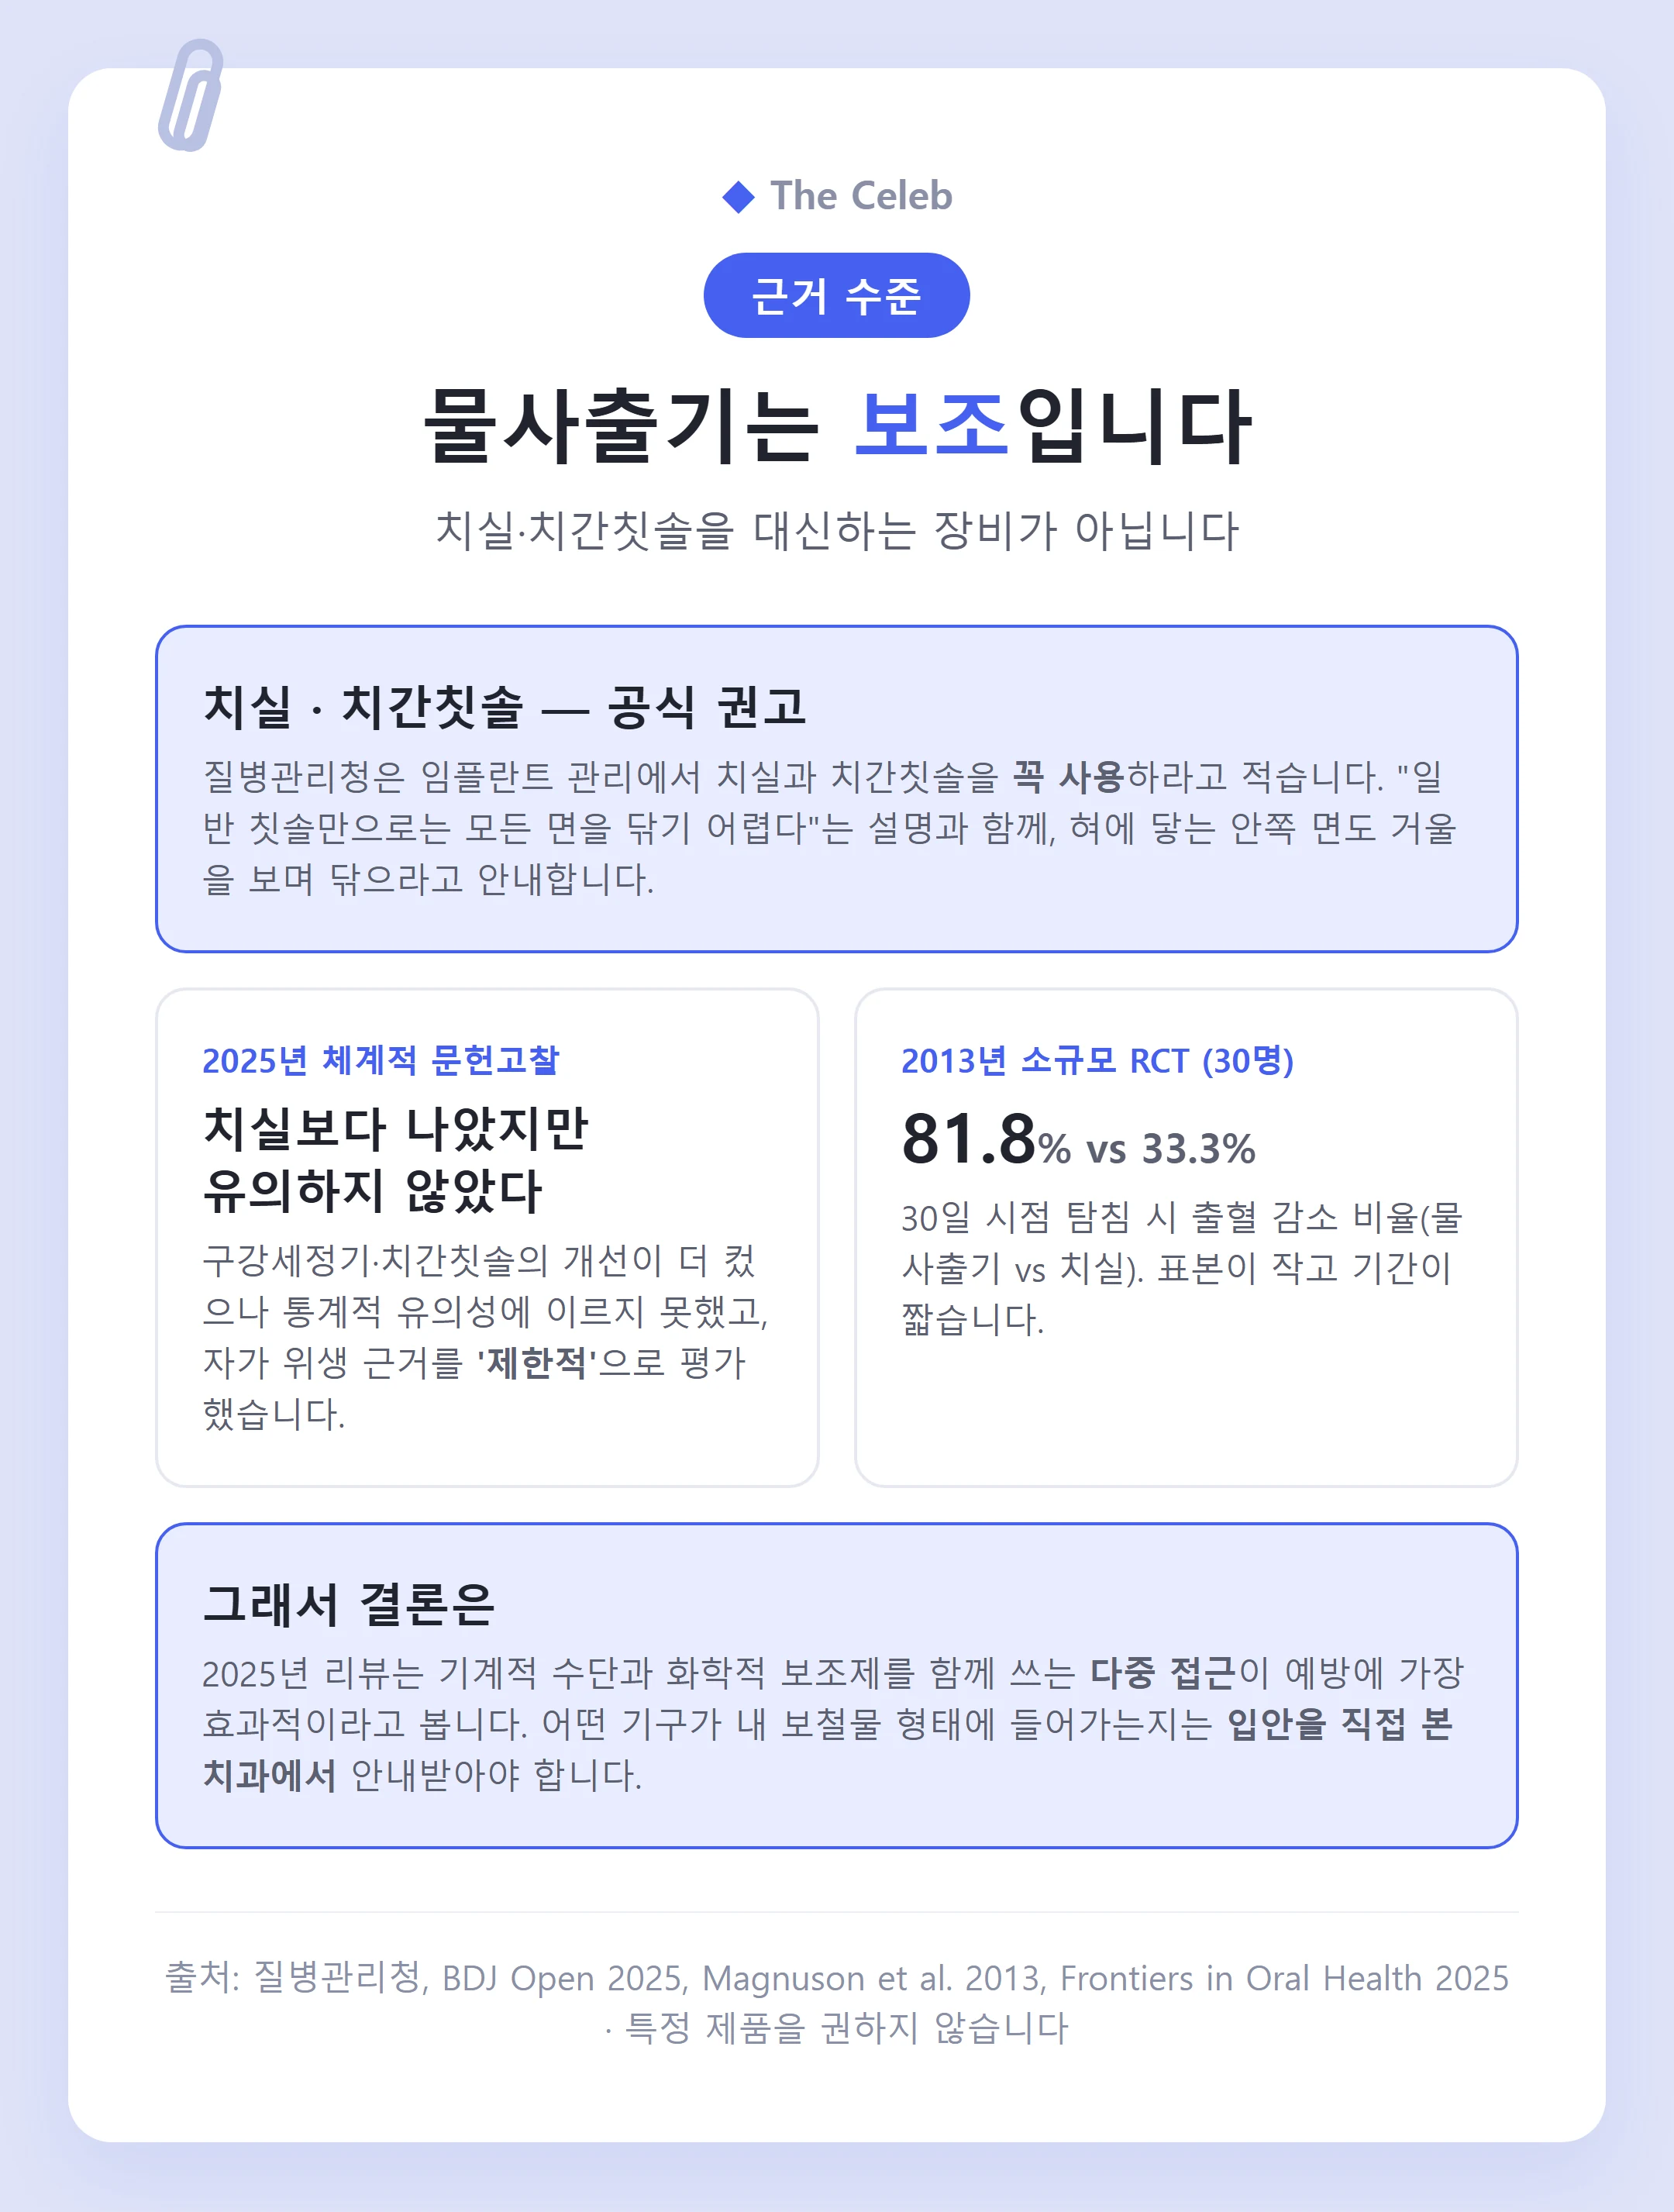 ◆ The Celeb
근거 수준
물사출기는 보조입니다
치실·치간칫솔을 대신하는 장비가 아닙니다
치실 · 치간칫솔 — 공식 권고
질병관리청은 임플란트 관리에서 치실과 치간칫솔을 꼭 사용하라고 적습니다. "일
반 칫솔만으로는 모든 면을 닦기 어렵다"는 설명과 함께, 혀에 닿는 안쪽 면도 거울
을 보며 닦으라고 안내합니다.
2025년 체계적 문헌고찰
치실보다 나았지만
유의하지 않았다
구강세정기·치간칫솔의 개선이 더 컸
으나 통계적 유의성에 이르지 못했고,
자가 위생 근거를 '제한적'으로 평가
했습니다.
2013년 소규모 RCT (30명)
81.8% vs 33.3%
30일 시점 탐침 시 출혈 감소 비율(물
사출기 vs 치실). 표본이 작고 기간이
짧습니다.
그래서 결론은
2025년 리뷰는 기계적 수단과 화학적 보조제를 함께 쓰는 다중 접근이 예방에 가장
효과적이라고 봅니다. 어떤 기구가 내 보철물 형태에 들어가는지는 입안을 직접 본
치과에서 안내받아야 합니다.
출처: 질병관리청, BDJ Open 2025, Magnuson et al. 2013, Frontiers in Oral Health 2025
· 특정 제품을 권하지 않습니다